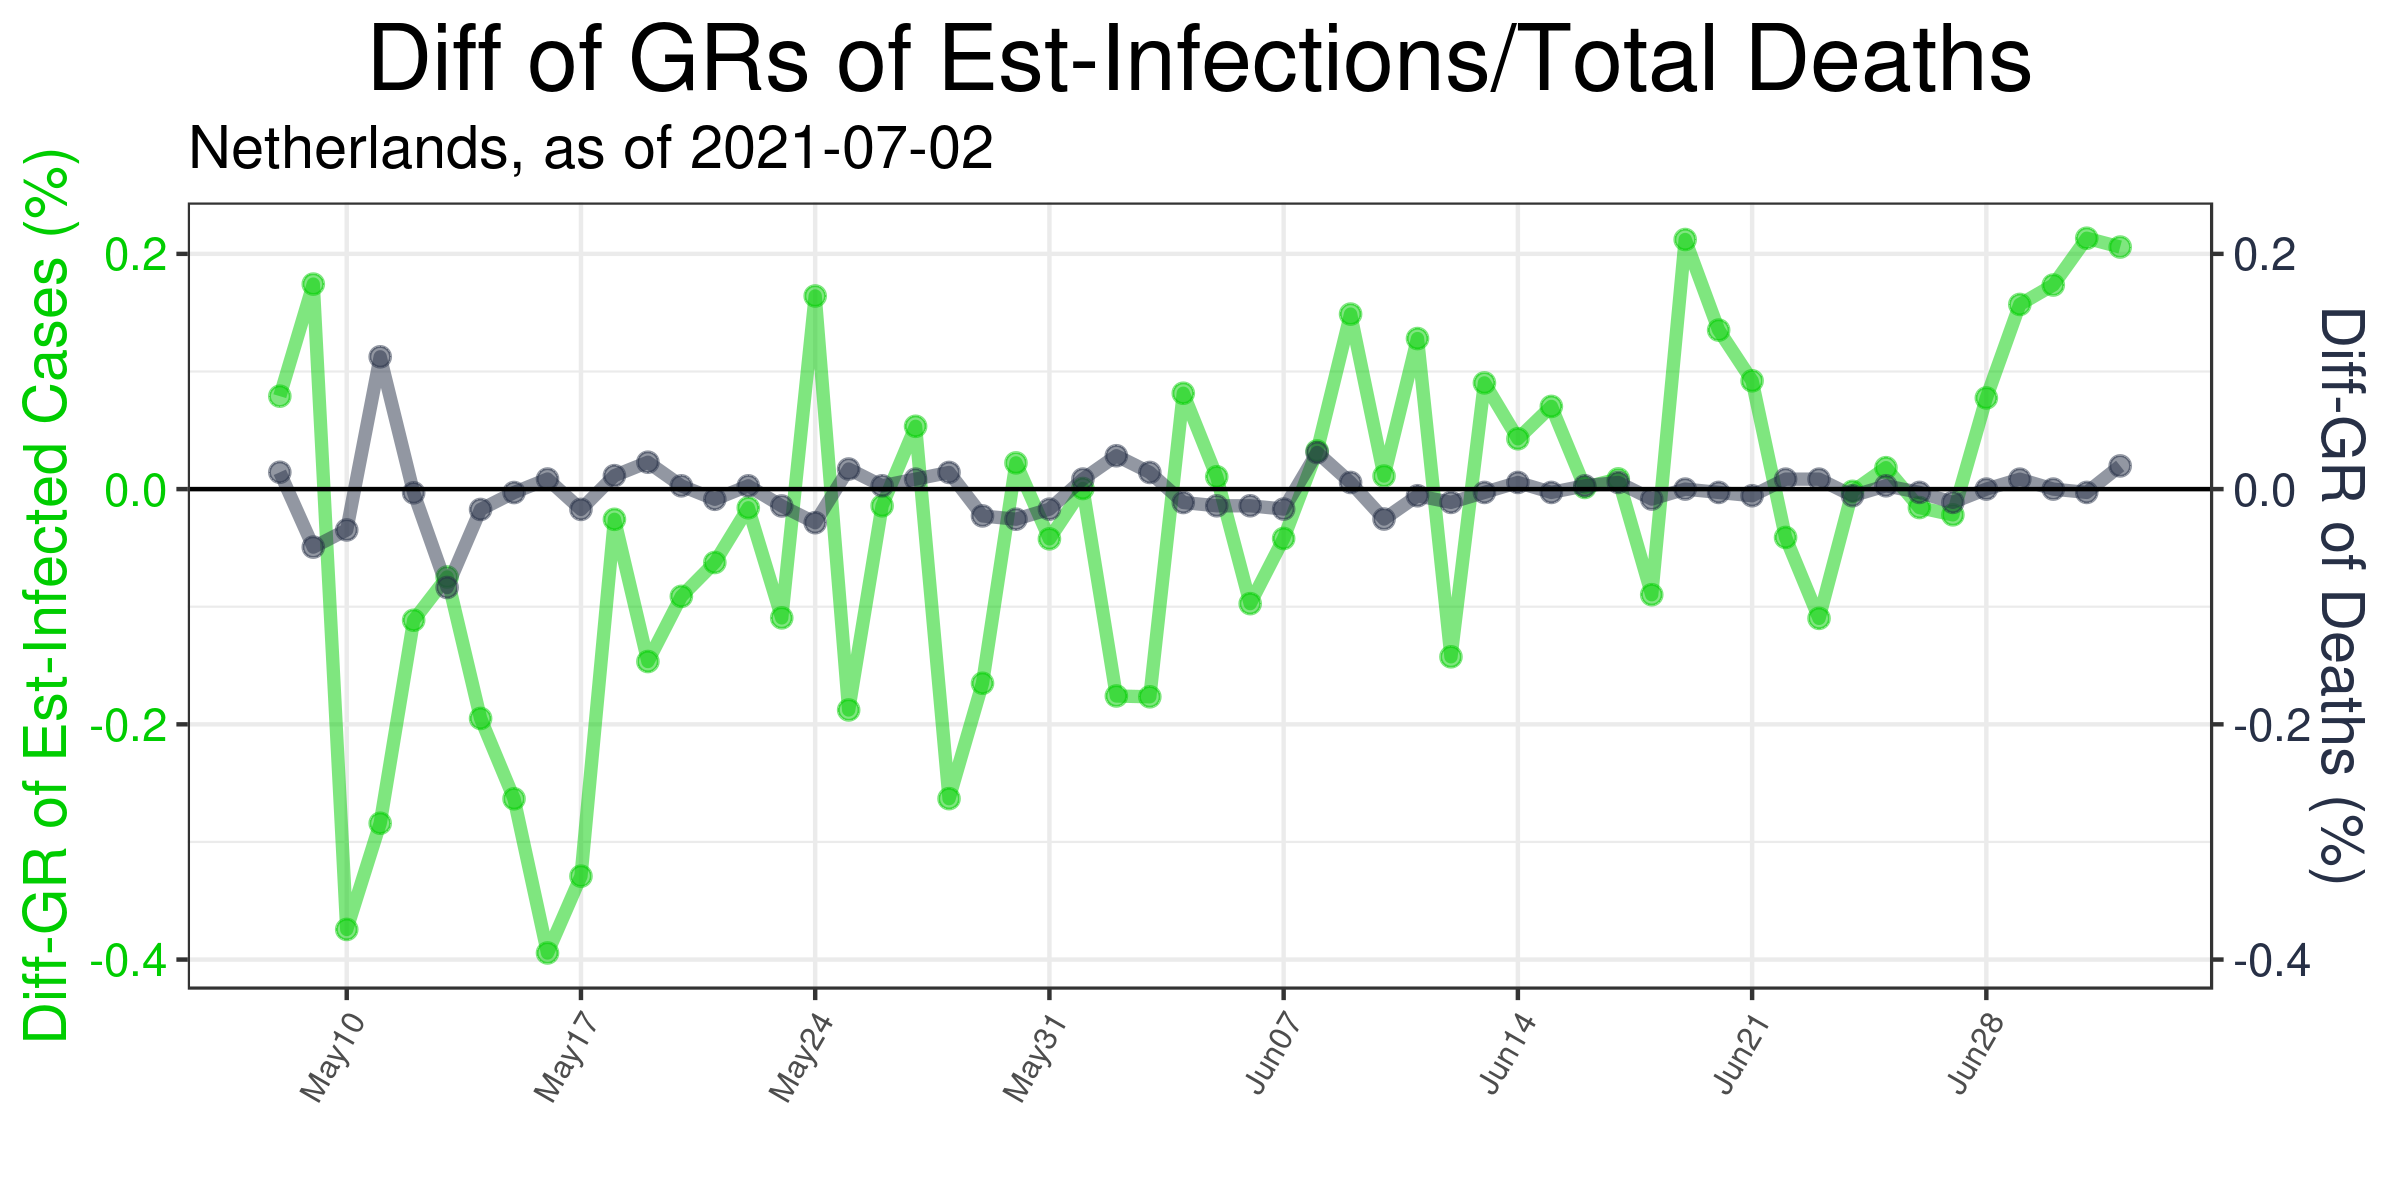 Diff of GRs of Est-Infections/Total Deaths
Netherlands, as of 2021-07-02
Diff-GR of Est-Infected Cases (%)
0.2
0.0
-0.2
-0.4
0.2
0.0
-0.2
-0.4
Diff-GR of Deaths (%)
May10
May17
May24
May31
Jun07
Jun14
Jun21
Jun28